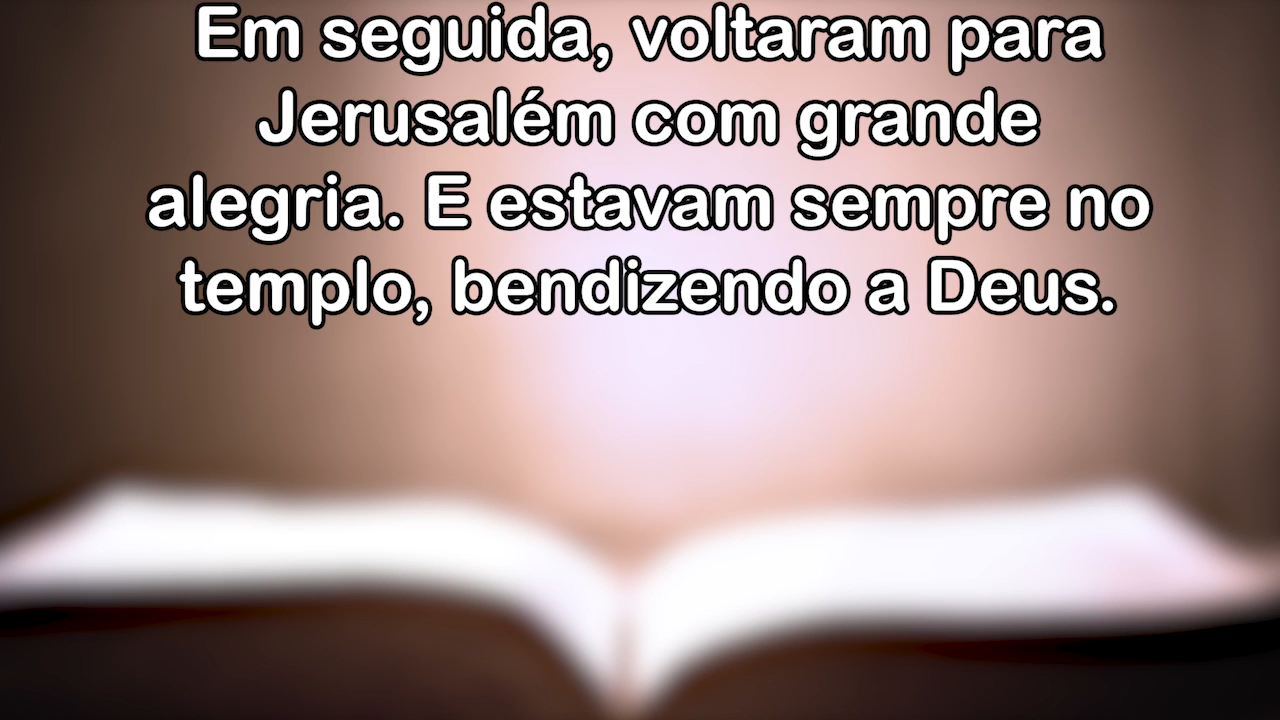 Em seguida, voltaram para
Jerusalém com grande
alegria. E estavam sempre no
templo, bendizendo a Deus.